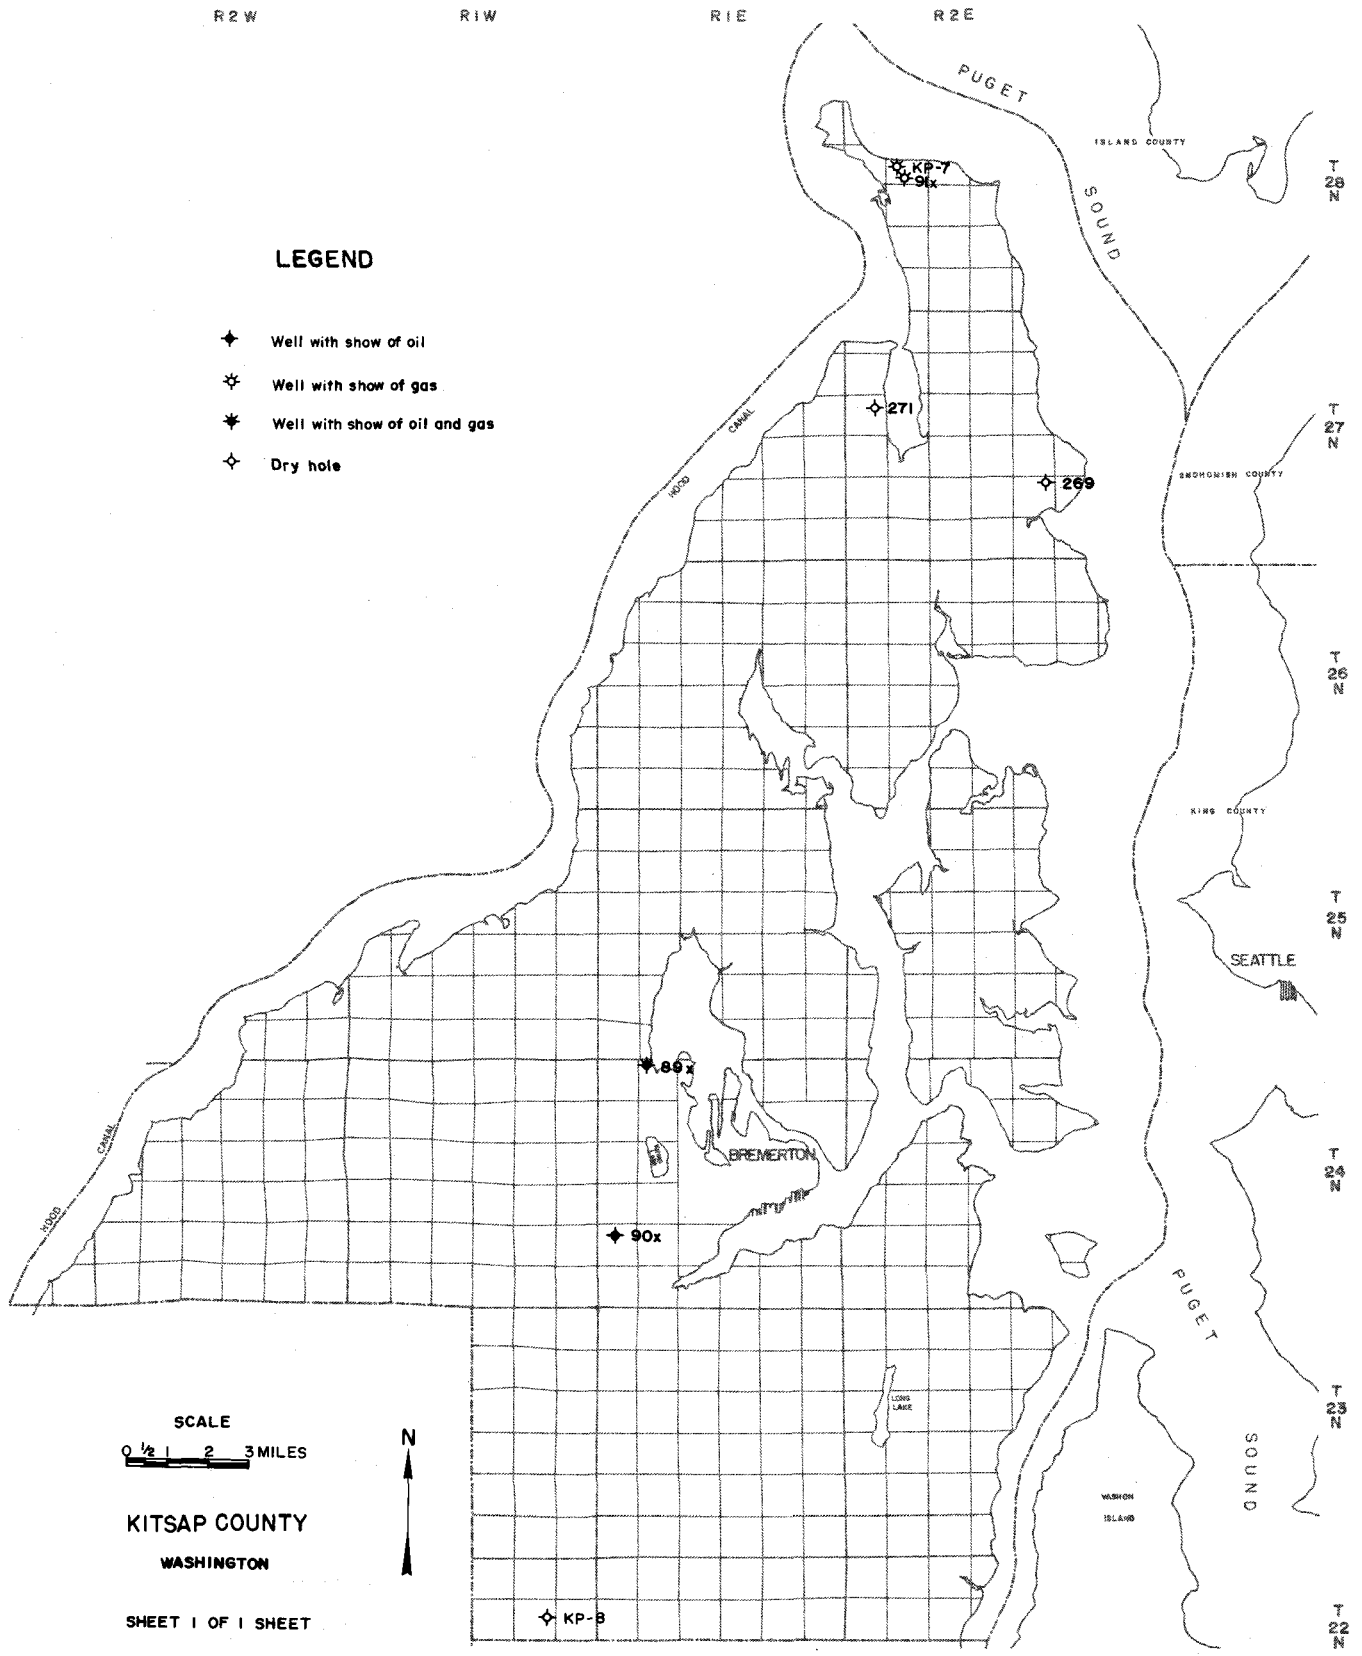 R2W R1W R1E R2E
PUGET
SOUND
ISLAND COUNTY
T
28
N
KP-7
91x
LEGEND
Well with show of oil
Well with show of gas
Well with show of oil and gas
Dry hole
CANAL
HOOD
271
269
T
27
N
SNOHOMISH COUNTY
T
26
N
KING COUNTY
T
25
N
SEATTLE
89x
BREMERTON
90x
CANAL
HOOD
T
24
N
PUGET
SOUND
LONG
LAKE
T
23
N
VASHON
ISLAND
SCALE
0 ½ 1 2 3 MILES
N
KITSAP COUNTY
WASHINGTON
SHEET 1 OF 1 SHEET
KP-8
T
22
N